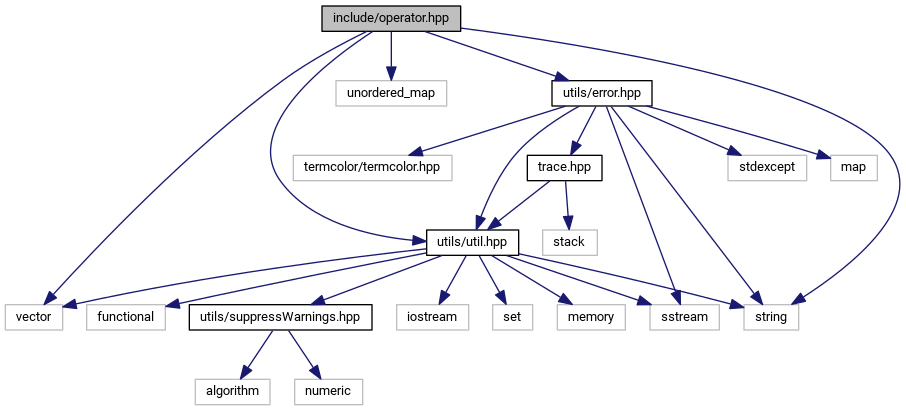 include/operator.hpp
unordered_map
utils/error.hpp
termcolor/termcolor.hpp
trace.hpp
stdexcept
map
utils/util.hpp
stack
vector
functional
utils/suppressWarnings.hpp
iostream
set
memory
sstream
string
algorithm
numeric